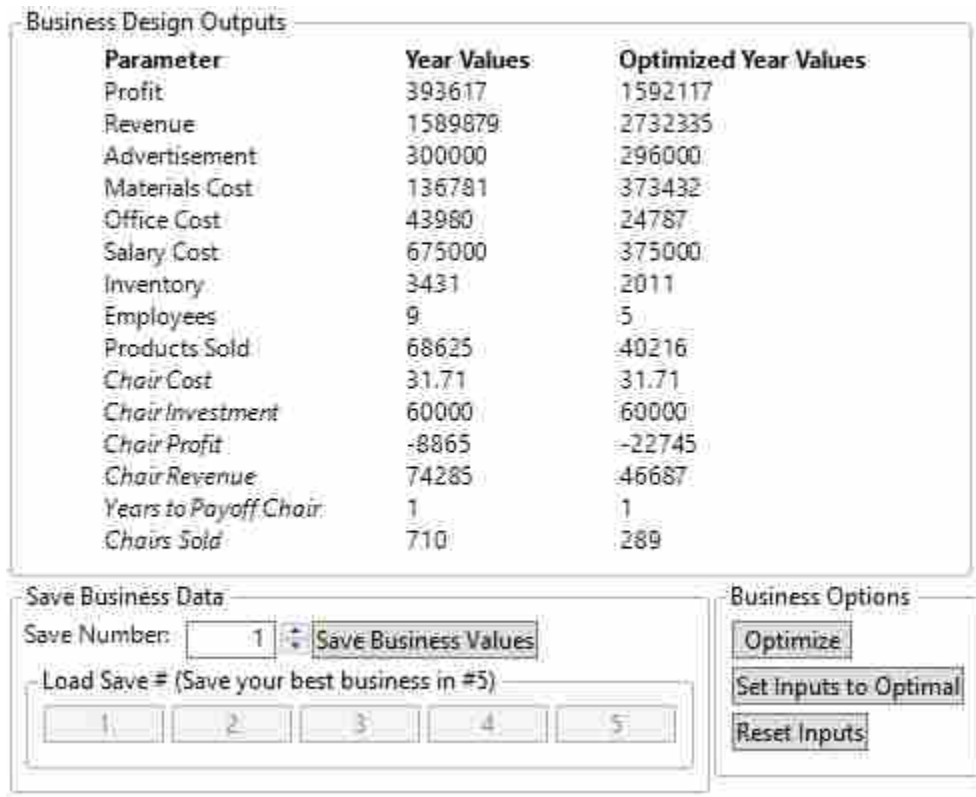 Business Design Outputs
Parameter Year Values Optimized Year Values
Profit 393617 1592117
Revenue 1589879 2732335
Advertisement 300000 296000
Materials Cost 136781 373432
Office Cost 43980 24787
Salary Cost 675000 375000
Inventory 3431 2011
Employees 9 5
Products Sold 68625 40216
Chair Cost 31.71 31.71
Chair Investment 60000 60000
Chair Profit -8865 -22745
Chair Revenue 74285 46687
Years to Payoff Chair 1 1
Chairs Sold 710 289
Save Business Data
Save Number: 1 Save Business Values
Load Save # (Save your best business in #5)
1 2 3 4 5
Business Options
Optimize
Set Inputs to Optimal
Reset Inputs